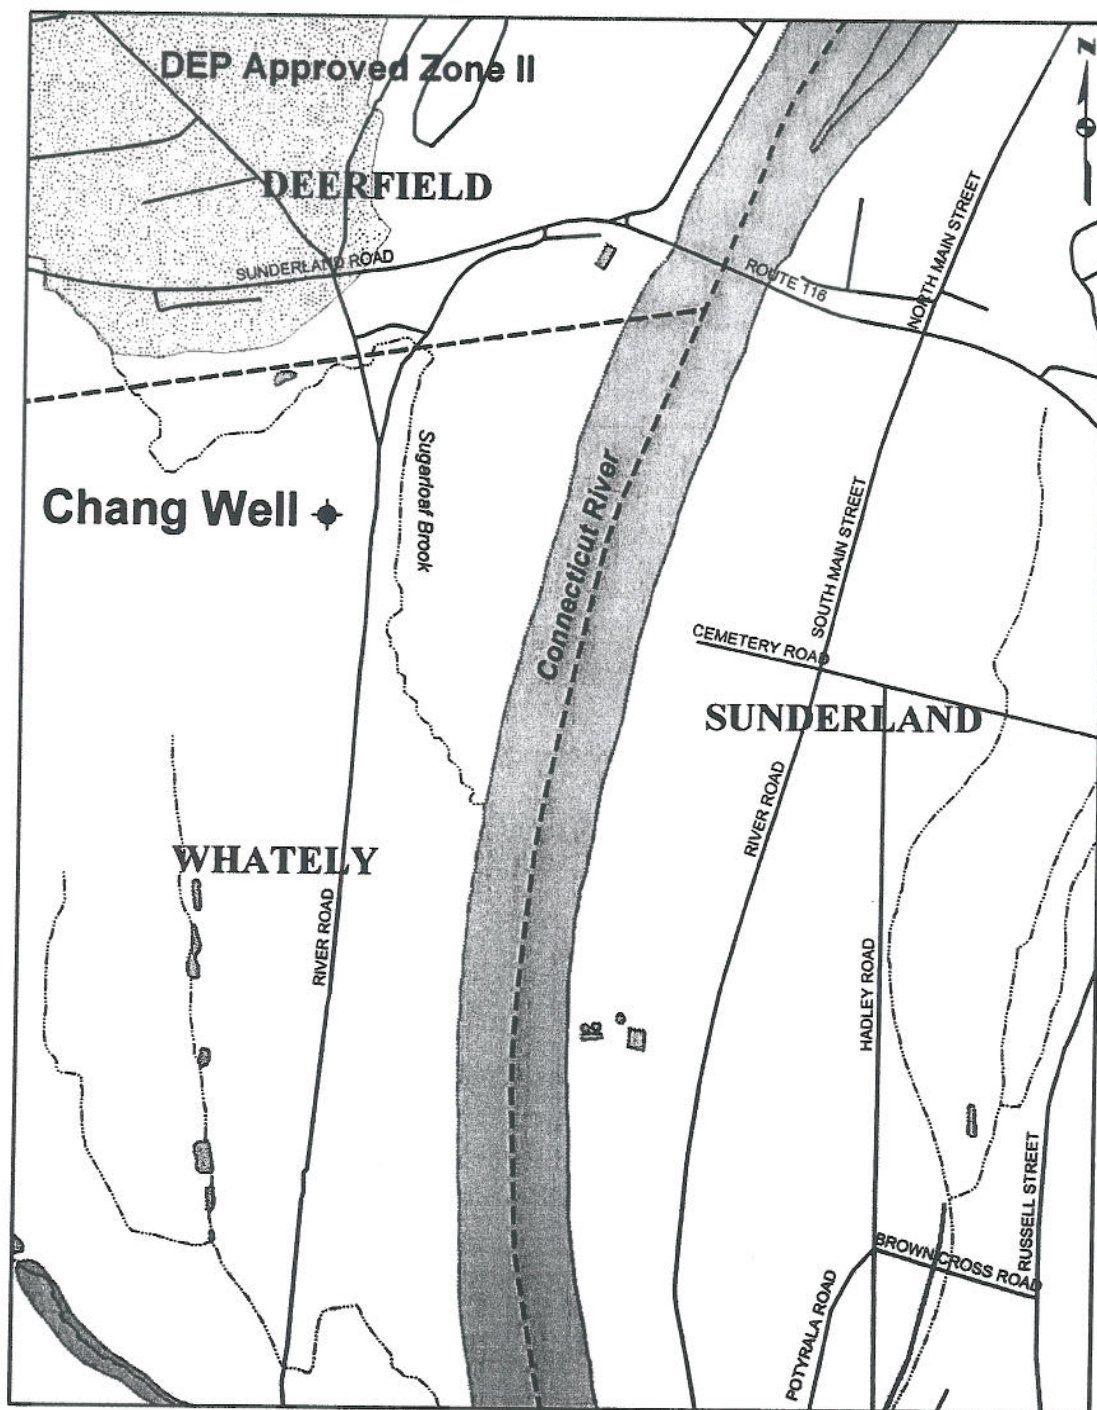 DEP Approved Zone II
N
DEERFIELD
NORTH MAIN STREET
SUNDERLAND ROAD
ROUTE 116
Sugarloaf Brook
Connecticut River
Chang Well
SOUTH MAIN STREET
CEMETERY ROAD
SUNDERLAND
RIVER ROAD
WHATELY
RIVER ROAD
HADLEY ROAD
RUSSELL STREET
BROWN CROSS ROAD
POTYRALA ROAD